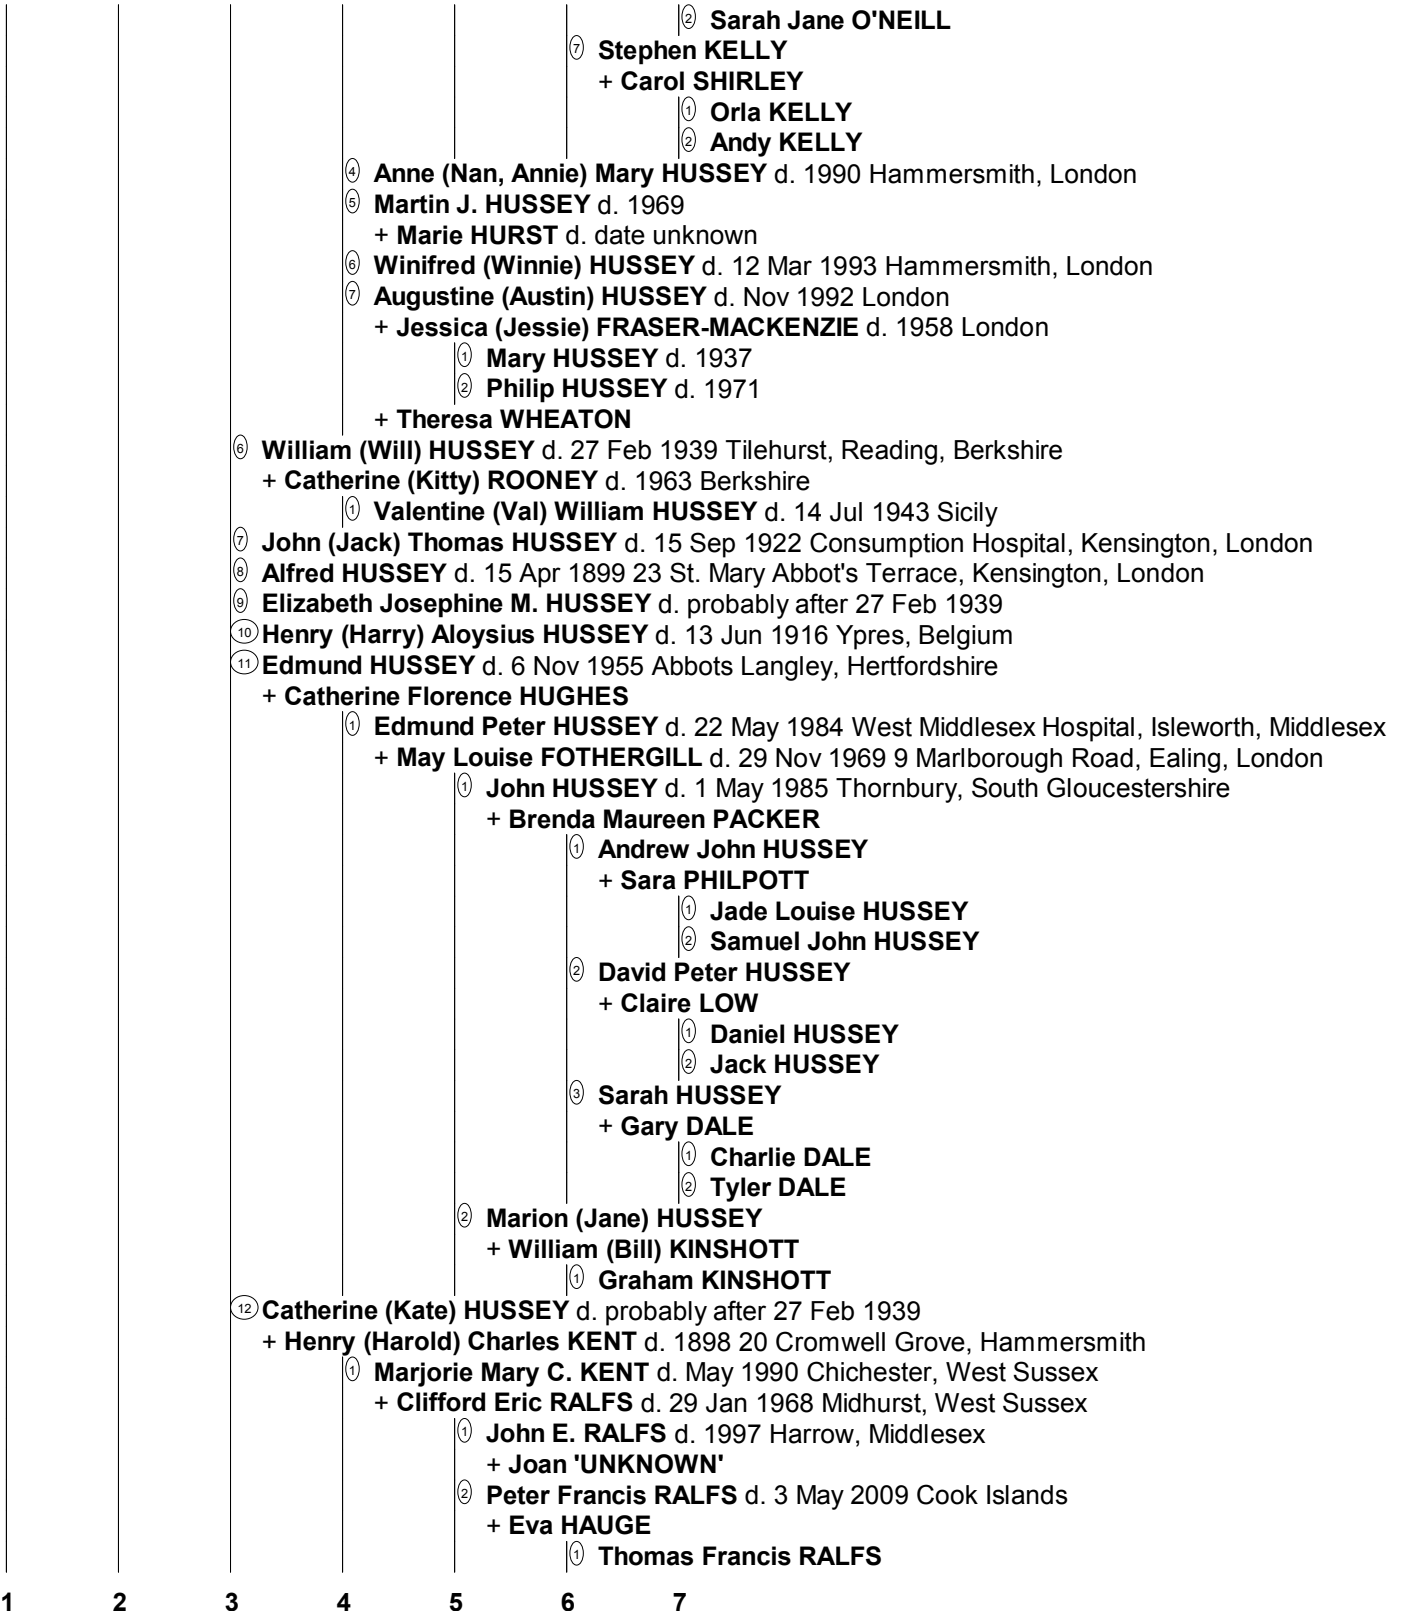 ② Sarah Jane O'NEILL
⑦ Stephen KELLY
+ Carol SHIRLEY
① Orla KELLY
② Andy KELLY
④ Anne (Nan, Annie) Mary HUSSEY d. 1990 Hammersmith, London
⑤ Martin J. HUSSEY d. 1969
+ Marie HURST d. date unknown
⑥ Winifred (Winnie) HUSSEY d. 12 Mar 1993 Hammersmith, London
⑦ Augustine (Austin) HUSSEY d. Nov 1992 London
+ Jessica (Jessie) FRASER-MACKENZIE d. 1958 London
① Mary HUSSEY d. 1937
② Philip HUSSEY d. 1971
+ Theresa WHEATON
⑥ William (Will) HUSSEY d. 27 Feb 1939 Tilehurst, Reading, Berkshire
+ Catherine (Kitty) ROONEY d. 1963 Berkshire
① Valentine (Val) William HUSSEY d. 14 Jul 1943 Sicily
⑦ John (Jack) Thomas HUSSEY d. 15 Sep 1922 Consumption Hospital, Kensington, London
⑧ Alfred HUSSEY d. 15 Apr 1899 23 St. Mary Abbot's Terrace, Kensington, London
⑨ Elizabeth Josephine M. HUSSEY d. probably after 27 Feb 1939
⑩ Henry (Harry) Aloysius HUSSEY d. 13 Jun 1916 Ypres, Belgium
⑪ Edmund HUSSEY d. 6 Nov 1955 Abbots Langley, Hertfordshire
+ Catherine Florence HUGHES
① Edmund Peter HUSSEY d. 22 May 1984 West Middlesex Hospital, Isleworth, Middlesex
+ May Louise FOTHERGILL d. 29 Nov 1969 9 Marlborough Road, Ealing, London
① John HUSSEY d. 1 May 1985 Thornbury, South Gloucestershire
+ Brenda Maureen PACKER
① Andrew John HUSSEY
+ Sara PHILPOTT
① Jade Louise HUSSEY
② Samuel John HUSSEY
② David Peter HUSSEY
+ Claire LOW
① Daniel HUSSEY
② Jack HUSSEY
③ Sarah HUSSEY
+ Gary DALE
① Charlie DALE
② Tyler DALE
② Marion (Jane) HUSSEY
+ William (Bill) KINSHOTT
① Graham KINSHOTT
⑫ Catherine (Kate) HUSSEY d. probably after 27 Feb 1939
+ Henry (Harold) Charles KENT d. 1898 20 Cromwell Grove, Hammersmith
① Marjorie Mary C. KENT d. May 1990 Chichester, West Sussex
+ Clifford Eric RALFS d. 29 Jan 1968 Midhurst, West Sussex
① John E. RALFS d. 1997 Harrow, Middlesex
+ Joan 'UNKNOWN'
② Peter Francis RALFS d. 3 May 2009 Cook Islands
+ Eva HAUGE
① Thomas Francis RALFS
1 2 3 4 5 6 7